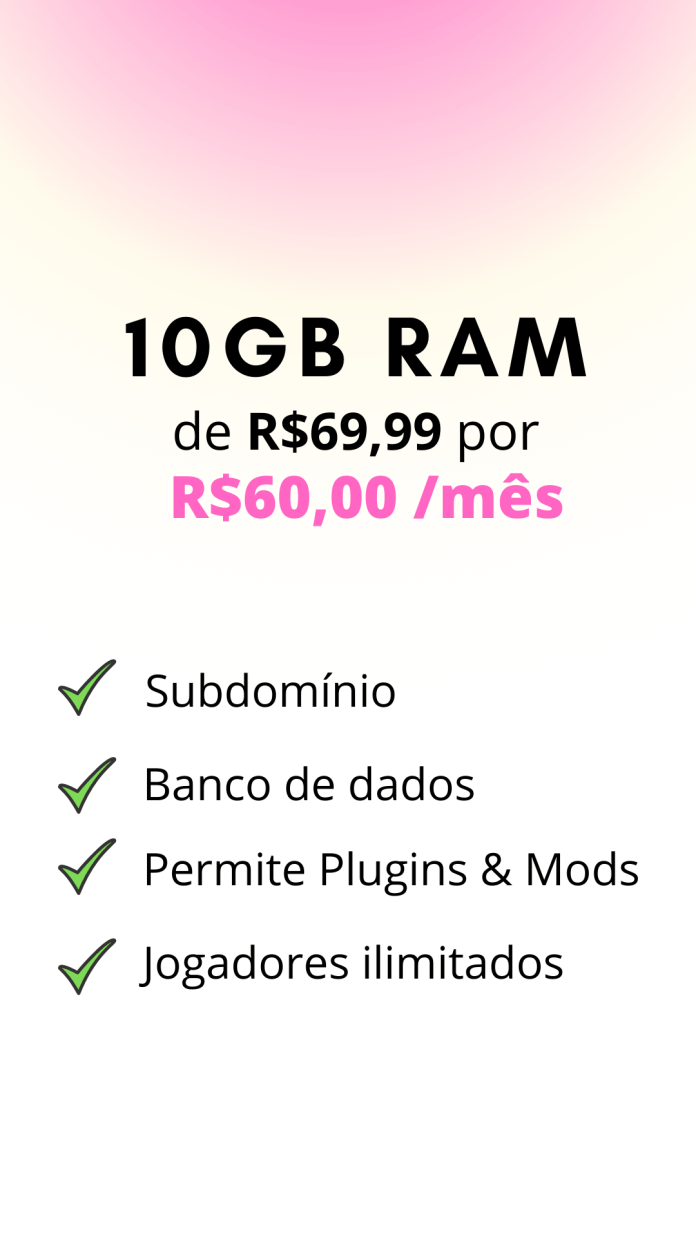 10GB RAM
de R$69,99 por
R$60,00 /mês
Subdomínio
Banco de dados
Permite Plugins & Mods
Jogadores ilimitados